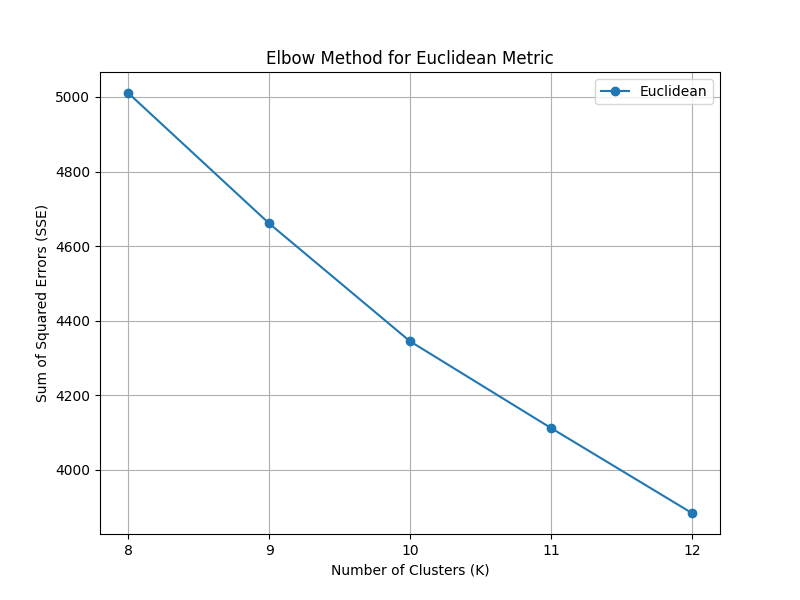 Elbow Method for Euclidean Metric
Euclidean
5000
4800
4600
4400
4200
4000
Sum of Squared Errors (SSE)
8 9 10 11 12
Number of Clusters (K)